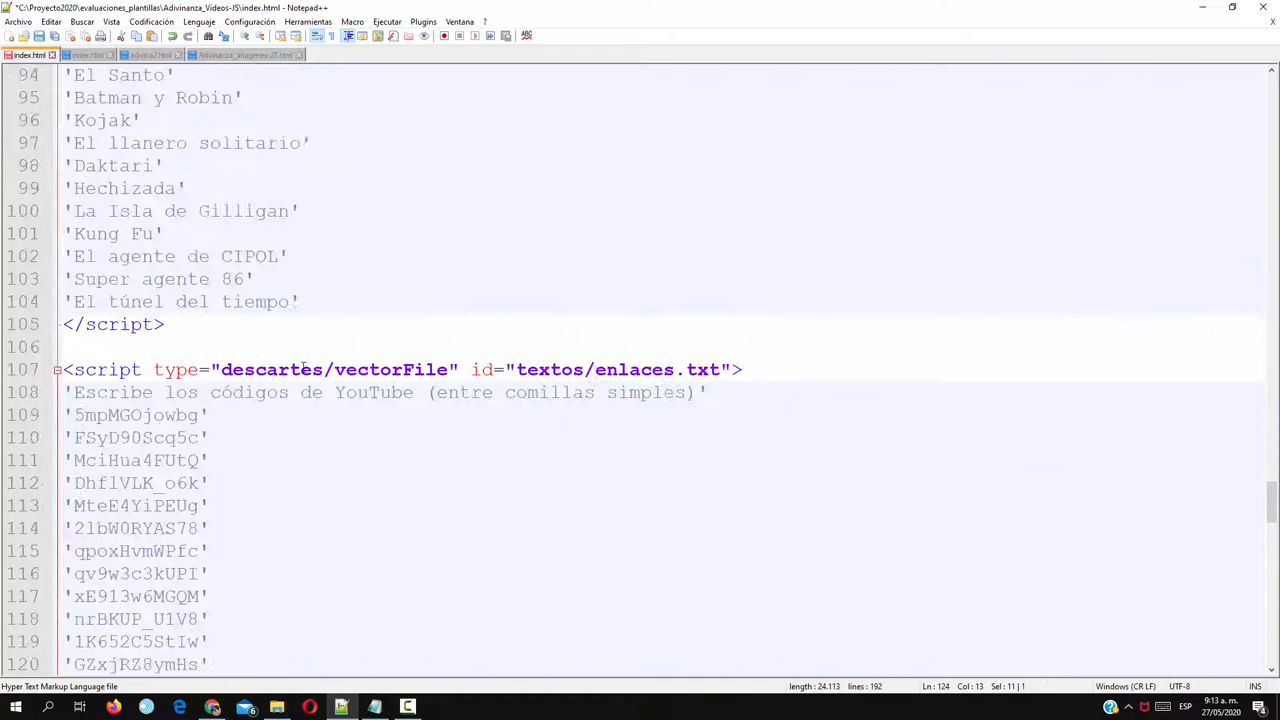 *C:\Proyecto2020\evaluaciones_plantillas\Adivinanza_Videos-JS\index.html - Notepad++
Archivo Editar Buscar Vista Codificación Lenguaje Configuración Herramientas Macro Ejecutar Plugins Ventana ?
X
index.html index.html advina2.html Adivinanza_imagenes-JS.html
94 'El Santo'
95 'Batman y Robin'
96 'Kojak'
97 'El llanero solitario'
98 'Daktari'
99 'Hechizada'
100 'La Isla de Gilligan'
101 'Kung Fu'
102 'El agente de CIPOL'
103 'Super agente 86'
104 'El túnel del tiempo'
105 </script>
106
107 <script type="descartes/vectorFile" id="textos/enlaces.txt">
108 'Escribe los códigos de YouTube (entre comillas simples)'
109 '5mpMGOjowbg'
110 'FSyD90Scq5c'
111 'MciHua4FUtQ'
112 'DhflVLK_o6k'
113 'MteE4YiPEUg'
114 '2lbW0RYAS78'
115 'qpoxHvmWPfc'
116 'qv9w3c3kUPI'
117 'xE913w6MGQM'
118 'nrBKUP_U1V8'
119 '1K652C5StIw'
120 'GZxjRZ8ymHs'
Hyper Text Markup Language file length : 24.113 lines : 192 Ln : 124 Col : 13 Sel : 11 | 1 Windows (CR LF) UTF-8 INS
ESP 9:13 a. m. 27/05/2020